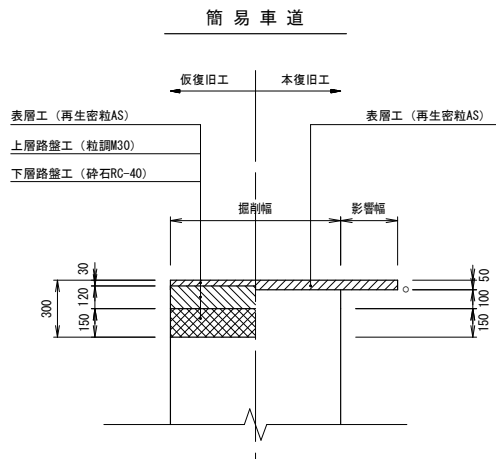 簡易車道
仮復旧工 本復旧工
表層工（再生密粒AS） 表層工（再生密粒AS）
上層路盤工（粒調M30）
下層路盤工（砕石RC-40）
掘削幅 影響幅
30 50
300 120 100
150 150